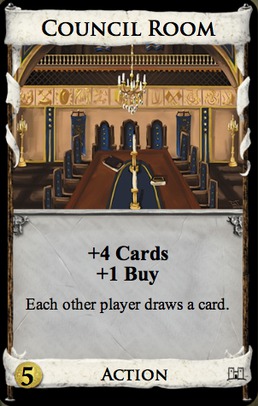 COUNCIL ROOM
+4 Cards
+1 Buy
Each other player draws a card.
5
ACTION